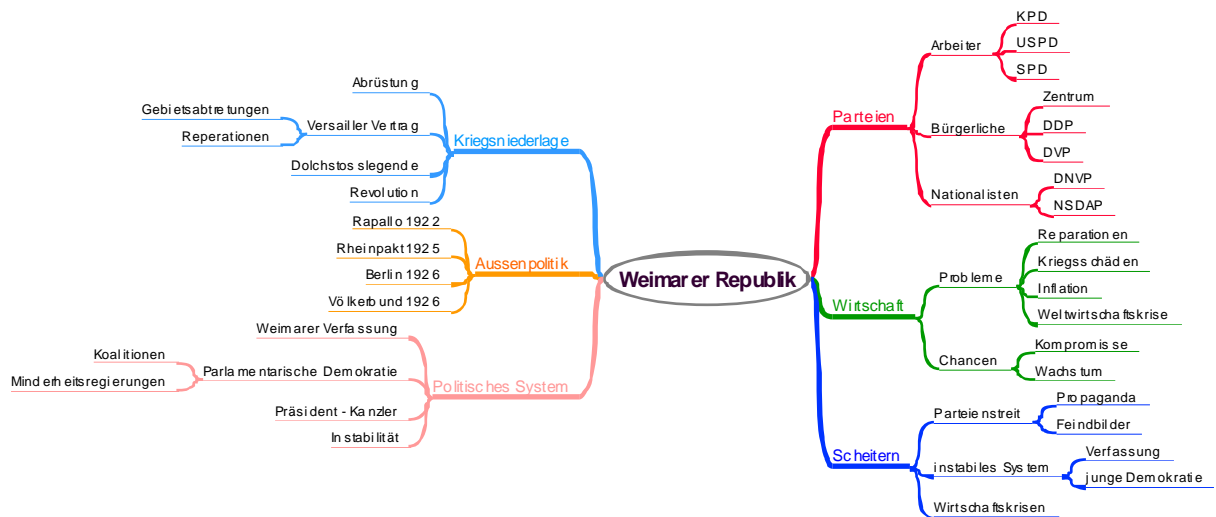 Weimarer Republik
Kriegsniederlage
Abrüstung
Versailler Vertrag
Gebietsabtretungen
Reperationen
Dolchstoslegende
Revolution
Aussenpolitik
Rapallo 1922
Rheinpakt 1925
Berlin 1926
Völkerbund 1926
Politisches System
Weimarer Verfassung
Parlamentarische Demokratie
Koalitionen
Minderheitsregierungen
Präsident - Kanzler
Instabilität
Parteien
Arbeiter
KPD
USPD
SPD
Bürgerliche
Zentrum
DDP
DVP
Nationalisten
DNVP
NSDAP
Wirtschaft
Probleme
Reparationen
Kriegsschäden
Inflation
Weltwirtschaftskrise
Chancen
Kompromisse
Wachstum
Scheitern
Parteienstreit
Propaganda
Feindbilder
instabiles System
Verfassung
junge Demokratie
Wirtschaftskrisen